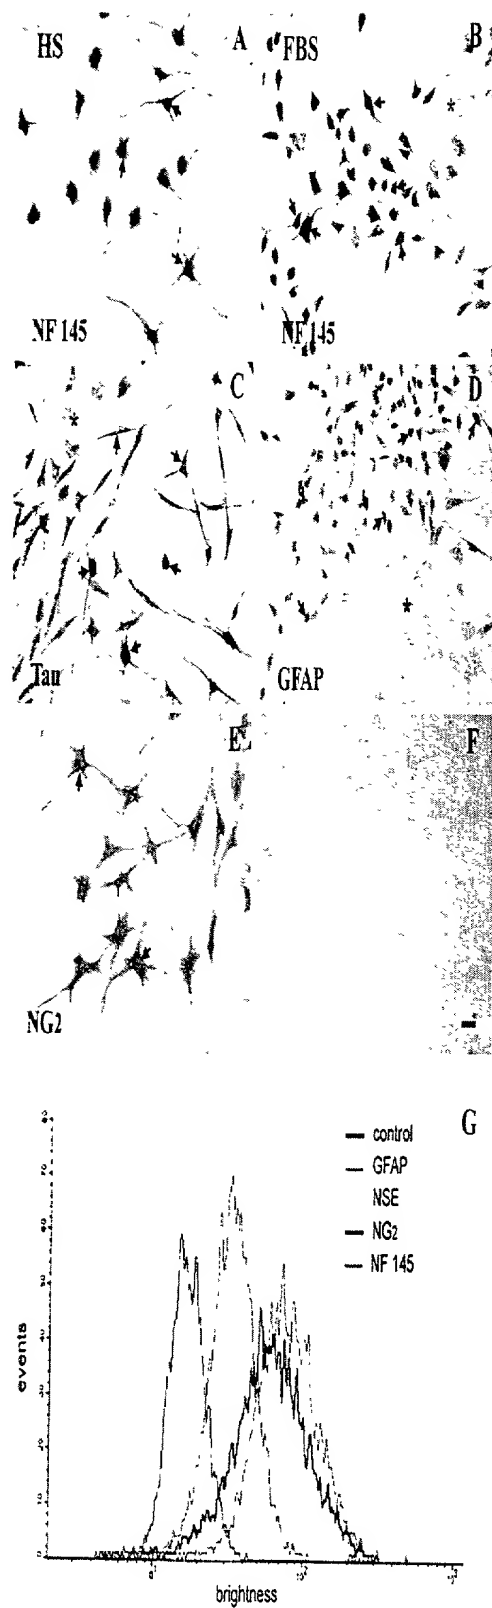 HS
A
FBS
B
NF 145
NF 145
C
D
Tau
GFAP
E
F
NG2
G
control
GFAP
NSE
NG2
NF 145
events
brightness